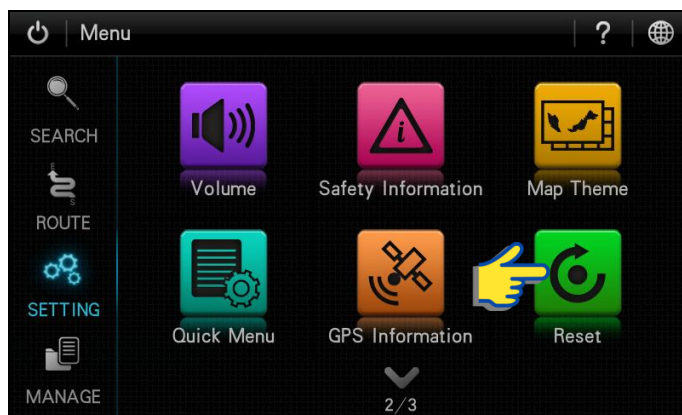 Menu
?
SEARCH
ROUTE
SETTING
MANAGE
Volume
Safety Information
Map Theme
Quick Menu
GPS Information
Reset
2/3